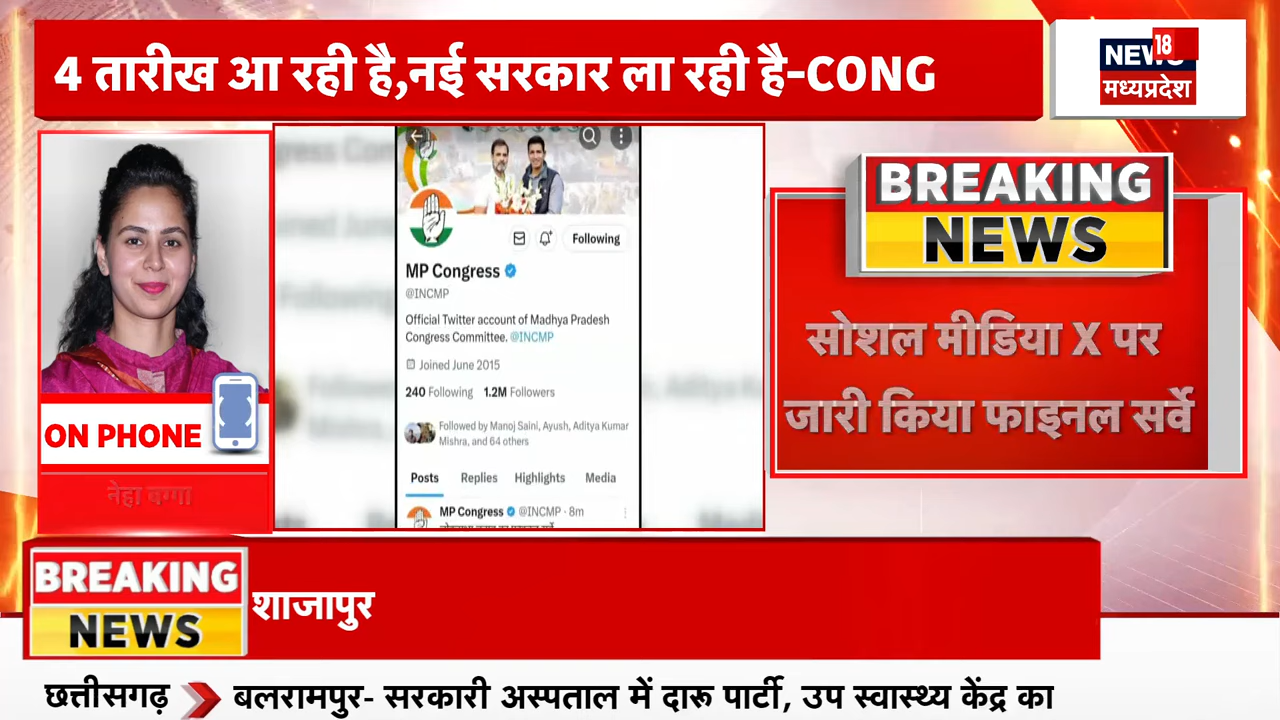 4 तारीख आ रही है,नई सरकार ला रही है-CONG
NEWS 18
मध्यप्रदेश
Following
MP Congress
@INCMP
Official Twitter account of Madhya Pradesh
Congress Committee. @INCMP
Joined June 2015
240 Following 1.2M Followers
Followed by Manoj Saini, Ayush, Aditya Kumar
Mishra, and 64 others
Posts Replies Highlights Media
MP Congress @INCMP · 8m
BREAKING
NEWS
सोशल मीडिया X पर
जारी किया फाइनल सर्वे
ON PHONE
नेहा बग्गा
BREAKING
NEWS
शाजापुर
छत्तीसगढ़ बलरामपुर- सरकारी अस्पताल में दारू पार्टी, उप स्वास्थ्य केंद्र का